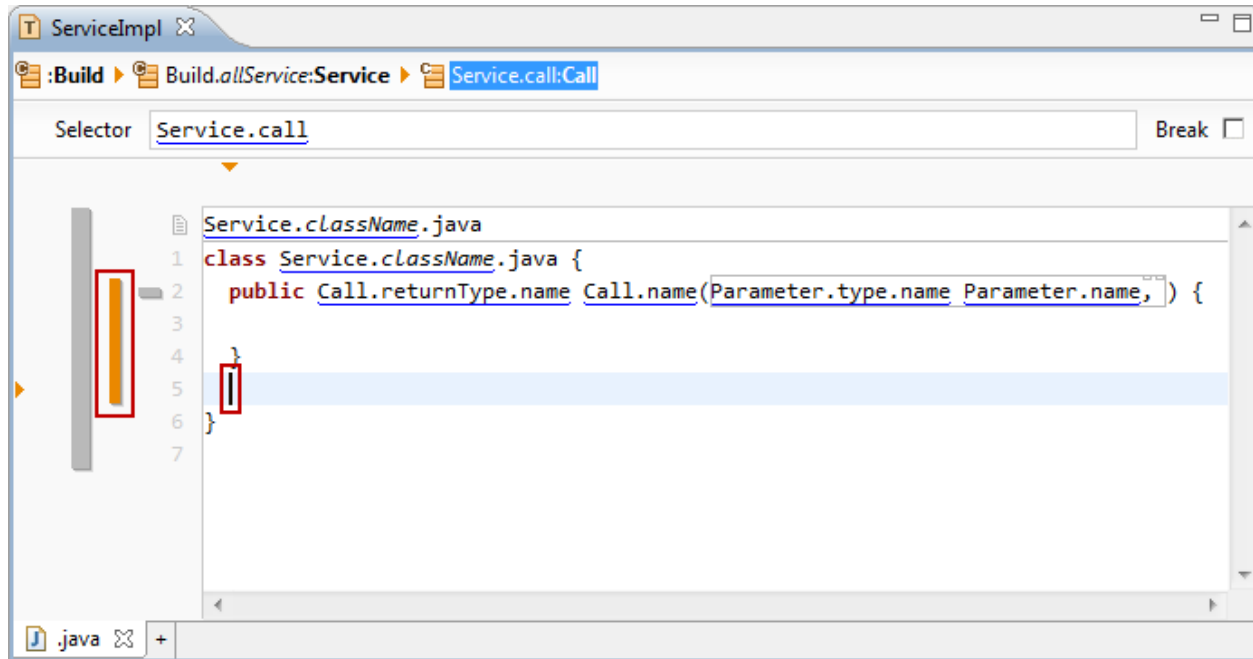 T ServiceImpl
:Build Build.allService:Service Service.call:Call
Selector Service.call Break
Service.className.java
1 class Service.className.java {
2 public Call.returnType.name Call.name(Parameter.type.name Parameter.name, ) {
3
4 }
5
6 }
7
J .java +